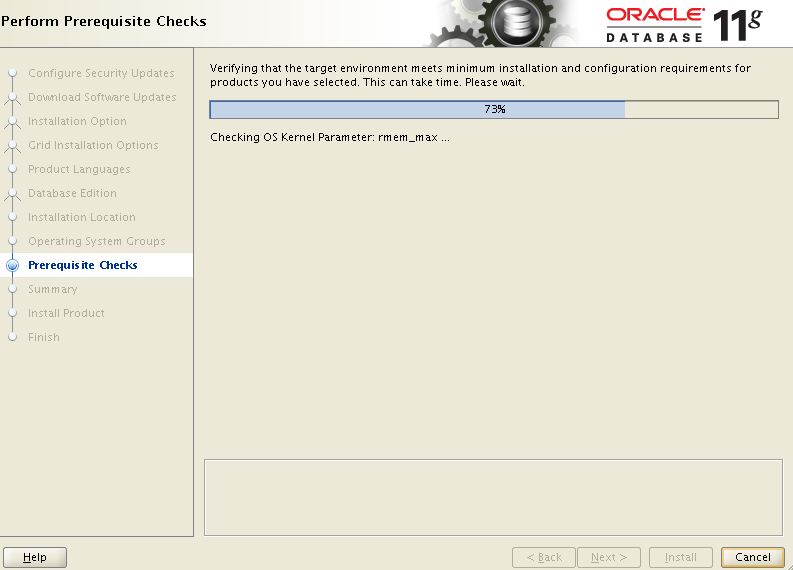 Perform Prerequisite Checks
ORACLE
DATABASE
11g
Configure Security Updates
Download Software Updates
Installation Option
Grid Installation Options
Product Languages
Database Edition
Installation Location
Operating System Groups
Prerequisite Checks
Summary
Install Product
Finish
Verifying that the target environment meets minimum installation and configuration requirements for
products you have selected. This can take time. Please wait.
73%
Checking OS Kernel Parameter: rmem_max ...
Help
< Back
Next >
Install
Cancel